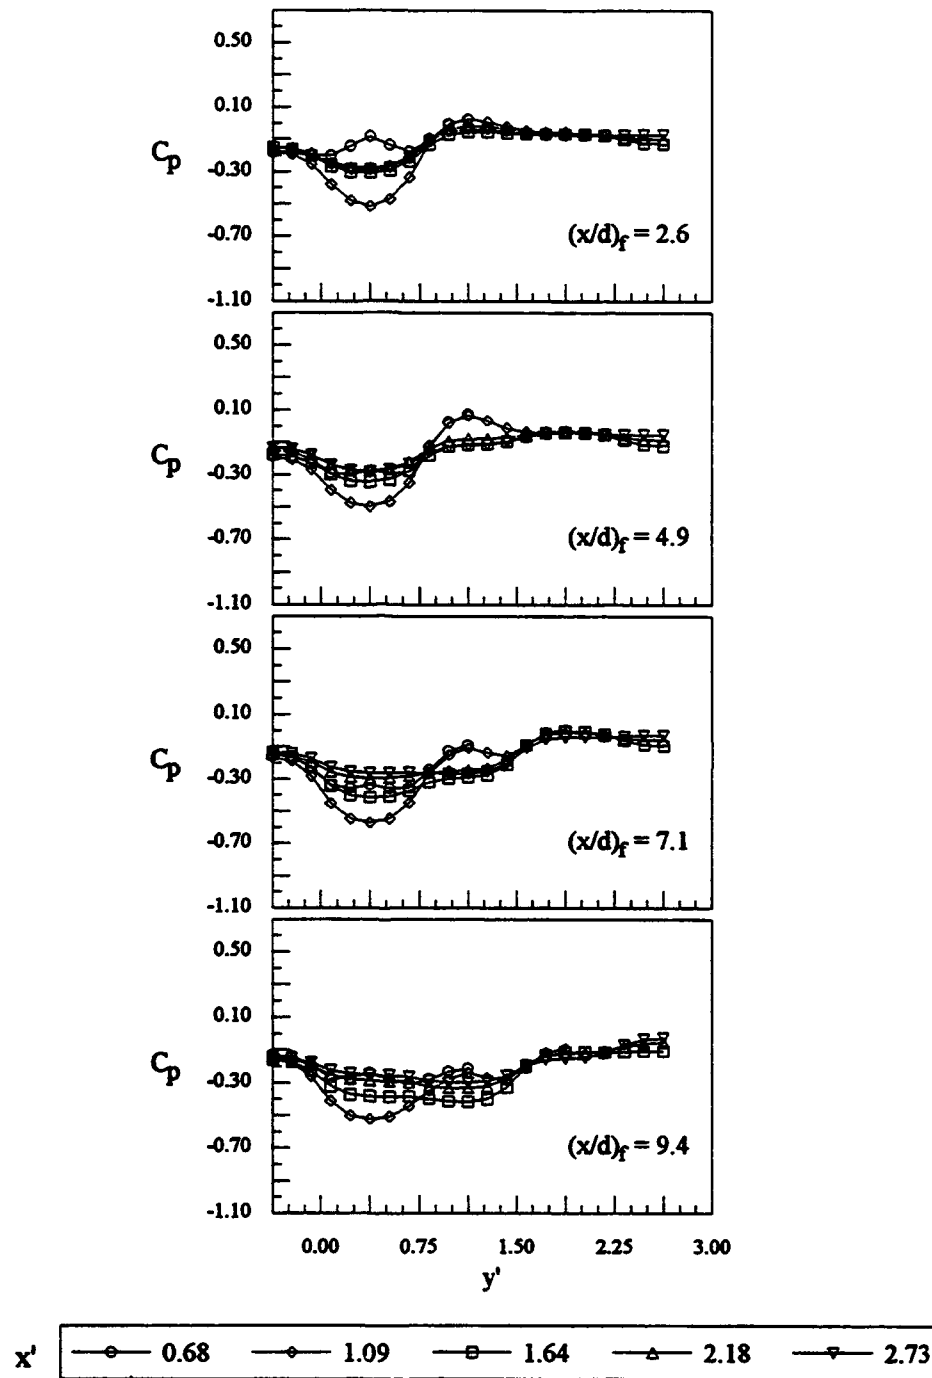 0.50
0.10
Cp
-0.30
-0.70
(x/d)f = 2.6
-1.10
0.50
0.10
Cp
-0.30
-0.70
(x/d)f = 4.9
-1.10
0.50
0.10
Cp
-0.30
-0.70
(x/d)f = 7.1
-1.10
0.50
0.10
Cp
-0.30
-0.70
(x/d)f = 9.4
-1.10
0.00 0.75 1.50 2.25 3.00
y'
x' 0.68 1.09 1.64 2.18 2.73